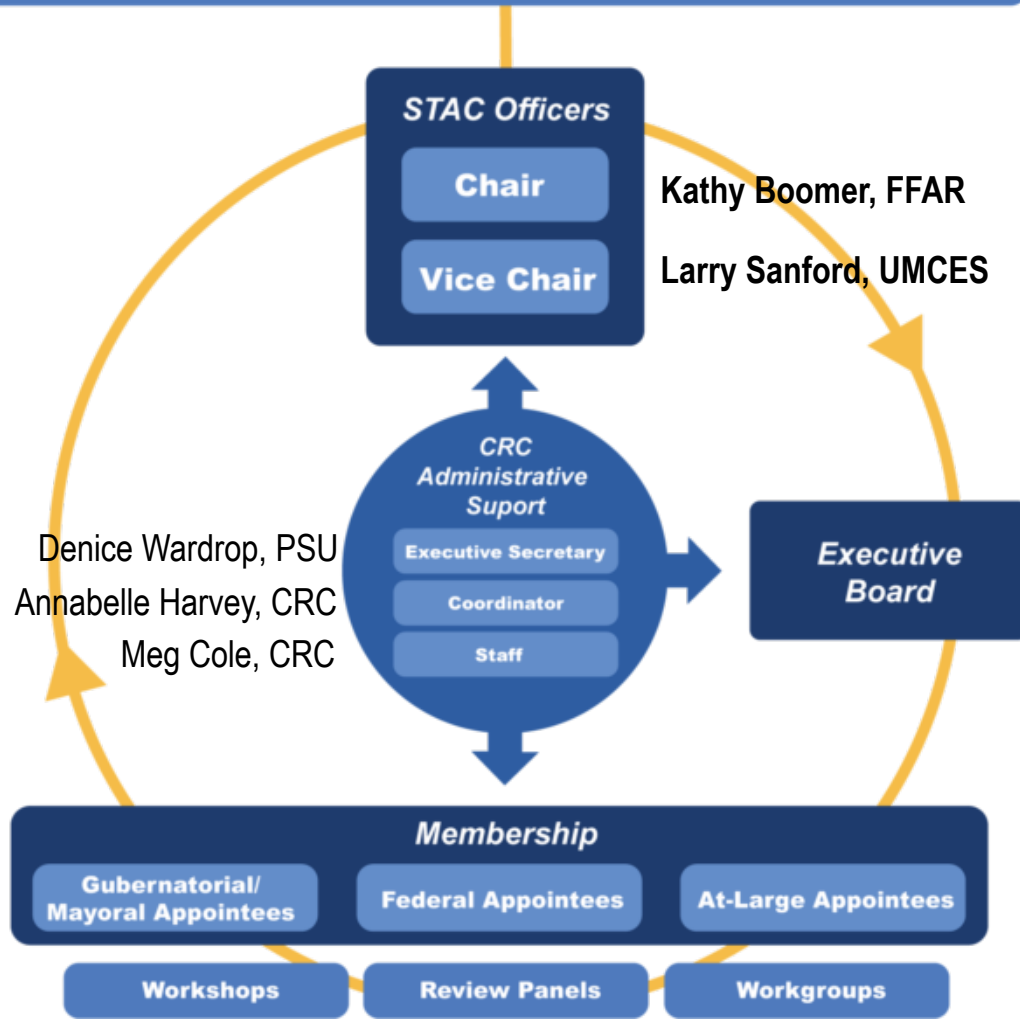 STAC Officers
Chair
Kathy Boomer, FFAR
Vice Chair
Larry Sanford, UMCES
CRC
Administrative
Suport
Denice Wardrop, PSU
Executive Secretary
Annabelle Harvey, CRC
Coordinator
Meg Cole, CRC
Staff
Executive
Board
Membership
Gubernatorial/
Mayoral Appointees
Federal Appointees
At-Large Appointees
Workshops
Review Panels
Workgroups